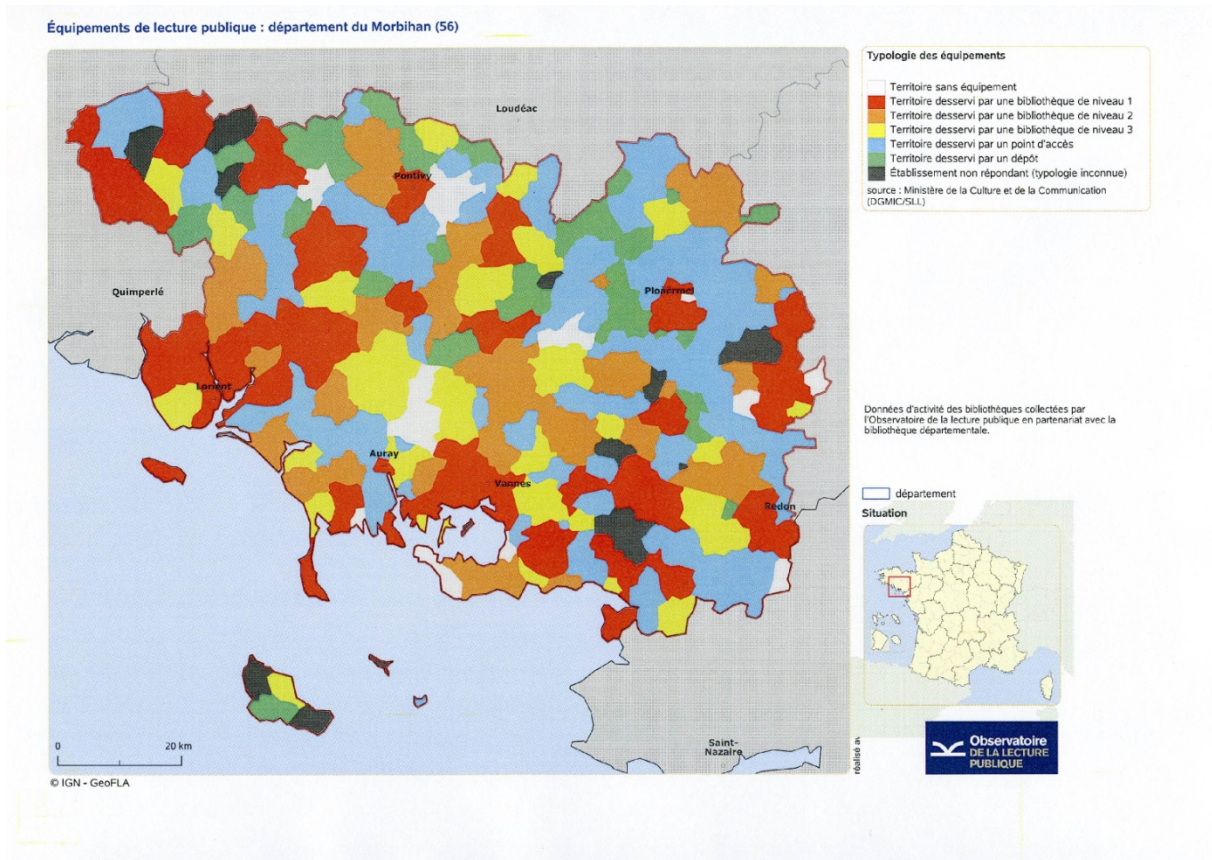 Équipements de lecture publique : département du Morbihan (56)
Loudéac
Pontivy
Quimperlé
Ploërmel
Lorient
Auray
Vannes
Redon
Saint-
Nazaire
0 20 km
© IGN - GeoFLA
Typologie des équipements
Territoire sans équipement
Territoire desservi par une bibliothèque de niveau 1
Territoire desservi par une bibliothèque de niveau 2
Territoire desservi par une bibliothèque de niveau 3
Territoire desservi par un point d'accès
Territoire desservi par un dépôt
Établissement non répondant (typologie inconnue)
source : Ministère de la Culture et de la Communication
(DGMIC/SLL)
Données d'activité des bibliothèques collectées par
l'Observatoire de la lecture publique en partenariat avec la
bibliothèque départementale.
département
Situation
réalisé
Observatoire
DE LA LECTURE
PUBLIQUE